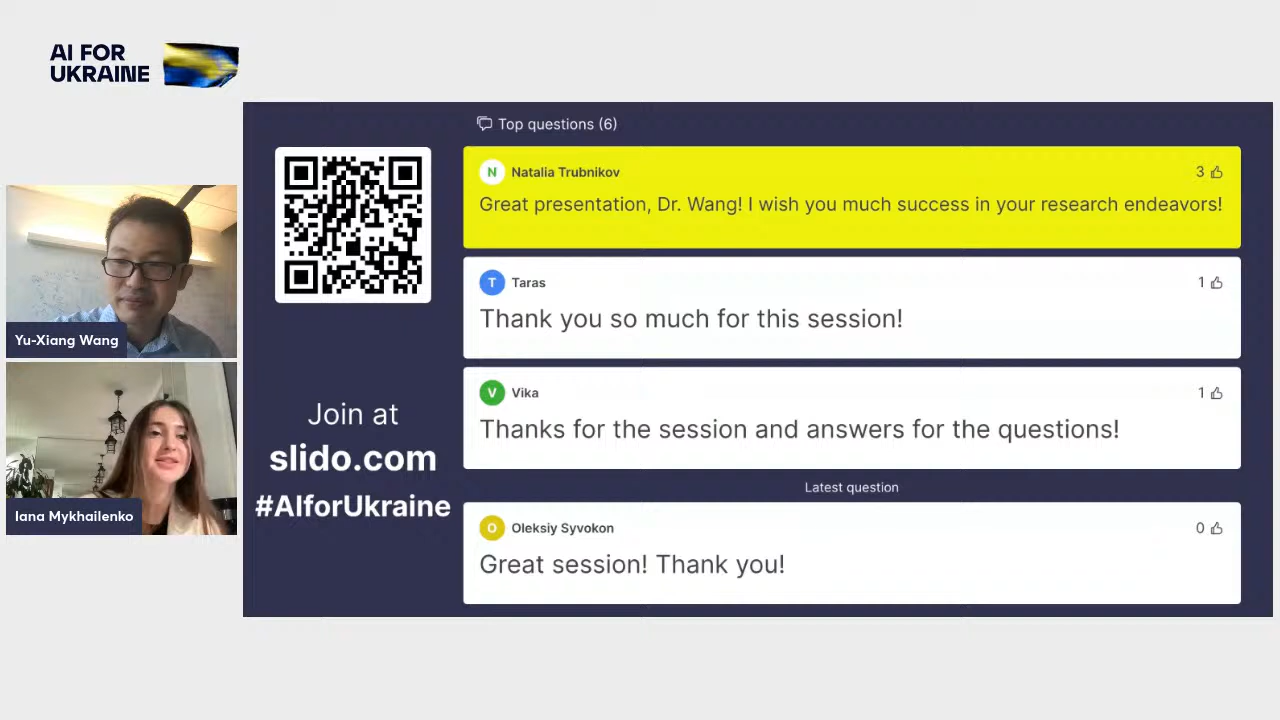 AI FOR
UKRAINE
Top questions (6)
N Natalia Trubnikov 3
Great presentation, Dr. Wang! I wish you much success in your research endeavors!
T Taras 1
Thank you so much for this session!
V Vika 1
Thanks for the session and answers for the questions!
Latest question
O Oleksiy Syvokon 0
Great session! Thank you!
Join at
slido.com
#AIforUkraine
Yu-Xiang Wang
Iana Mykhailenko